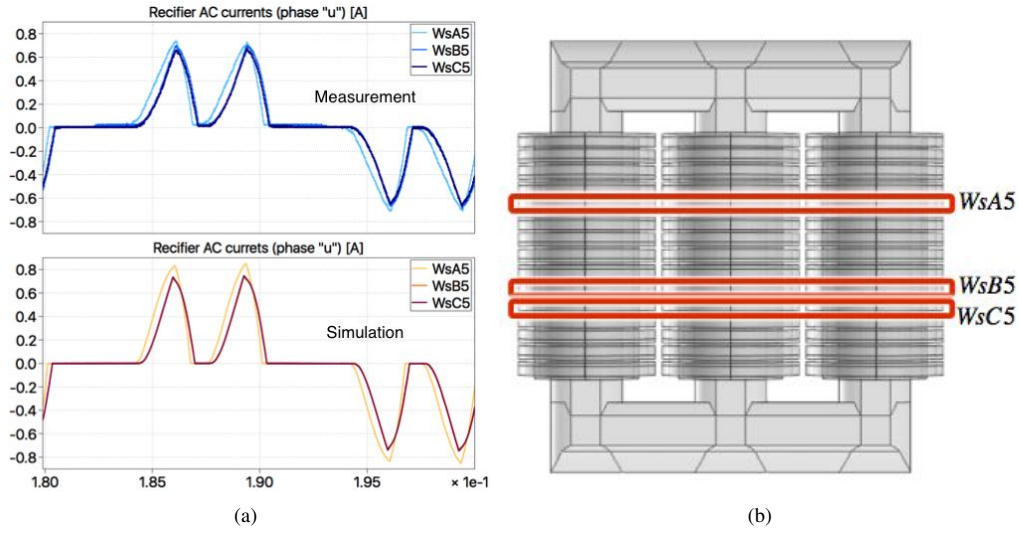 Recifier AC currents (phase "u") [A]
0.8
0.6
0.4
0.2
0.0
-0.2
-0.4
-0.6
-0.8
WsA5
WsB5
WsC5
Measurement
Recifier AC currets (phase "u") [A]
0.8
0.6
0.4
0.2
0.0
-0.2
-0.4
-0.6
-0.8
WsA5
WsB5
WsC5
Simulation
1.80 1.85 1.90 1.95 × 1e-1
(a)
WsA5
WsB5
WsC5
(b)